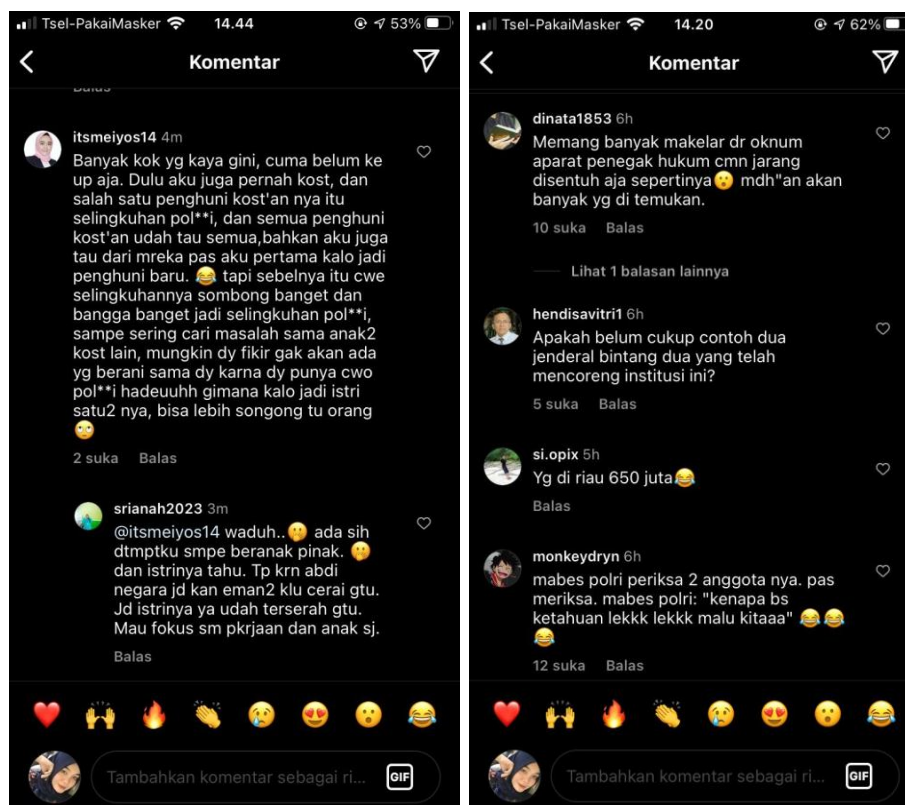 Tsel-PakaiMasker 14.44 53%
Komentar
Balas
itsmeiyos14 4m
Banyak kok yg kaya gini, cuma belum ke
up aja. Dulu aku juga pernah kost, dan
salah satu penghuni kost'an nya itu
selingkuhan pol**i, dan semua penghuni
kost'an udah tau semua,bahkan aku juga
tau dari mreka pas aku pertama kalo jadi
penghuni baru. 😂 tapi sebelnya itu cwe
selingkuhannya sombong banget dan
bangga banget jadi selingkuhan pol**i,
sampe sering cari masalah sama anak2
kost lain, mungkin dy fikir gak akan ada
yg berani sama dy karna dy punya cwo
pol**i hadeuuhh gimana kalo jadi istri
satu2 nya, bisa lebih songong tu orang
🙄
2 suka Balas
srianah2023 3m
@itsmeiyos14 waduh..🤭 ada sih
dtmptku smpe beranak pinak. 🤭
dan istrinya tahu. Tp krn abdi
negara jd kan eman2 klu cerai gtu.
Jd istrinya ya udah terserah gtu.
Mau fokus sm pkrjaan dan anak sj.
Balas
Tambahkan komentar sebagai ri...
GIF
Tsel-PakaiMasker 14.20 62%
Komentar
dinata1853 6h
Memang banyak makelar dr oknum
aparat penegak hukum cmn jarang
disentuh aja sepertinya😮 mdh"an akan
banyak yg di temukan.
10 suka Balas
Lihat 1 balasan lainnya
hendisavitri1 6h
Apakah belum cukup contoh dua
jenderal bintang dua yang telah
mencoreng institusi ini?
5 suka Balas
si.opix 5h
Yg di riau 650 juta😂
Balas
monkeydryn 6h
mabes polri periksa 2 anggota nya. pas
meriksa. mabes polri: "kenapa bs
ketahuan lekkk lekkk malu kitaaa" 😂😂
😂
12 suka Balas
Tambahkan komentar sebagai ri...
GIF